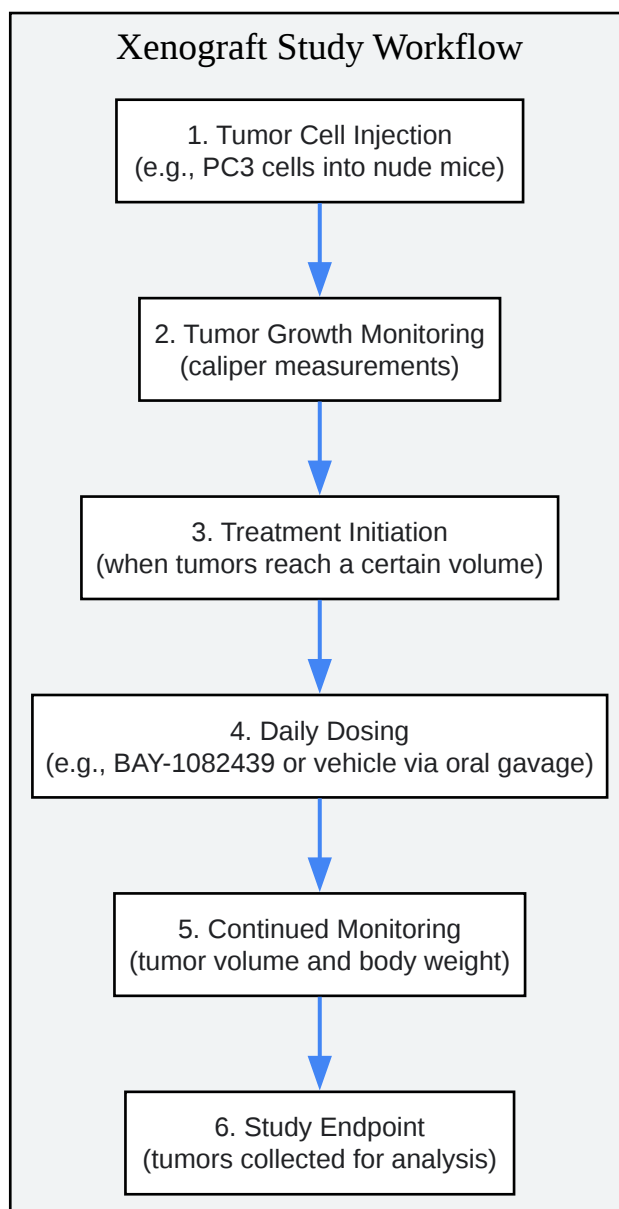 Xenograft Study Workflow
1. Tumor Cell Injection
(e.g., PC3 cells into nude mice)
2. Tumor Growth Monitoring
(caliper measurements)
3. Treatment Initiation
(when tumors reach a certain volume)
4. Daily Dosing
(e.g., BAY-1082439 or vehicle via oral gavage)
5. Continued Monitoring
(tumor volume and body weight)
6. Study Endpoint
(tumors collected for analysis)